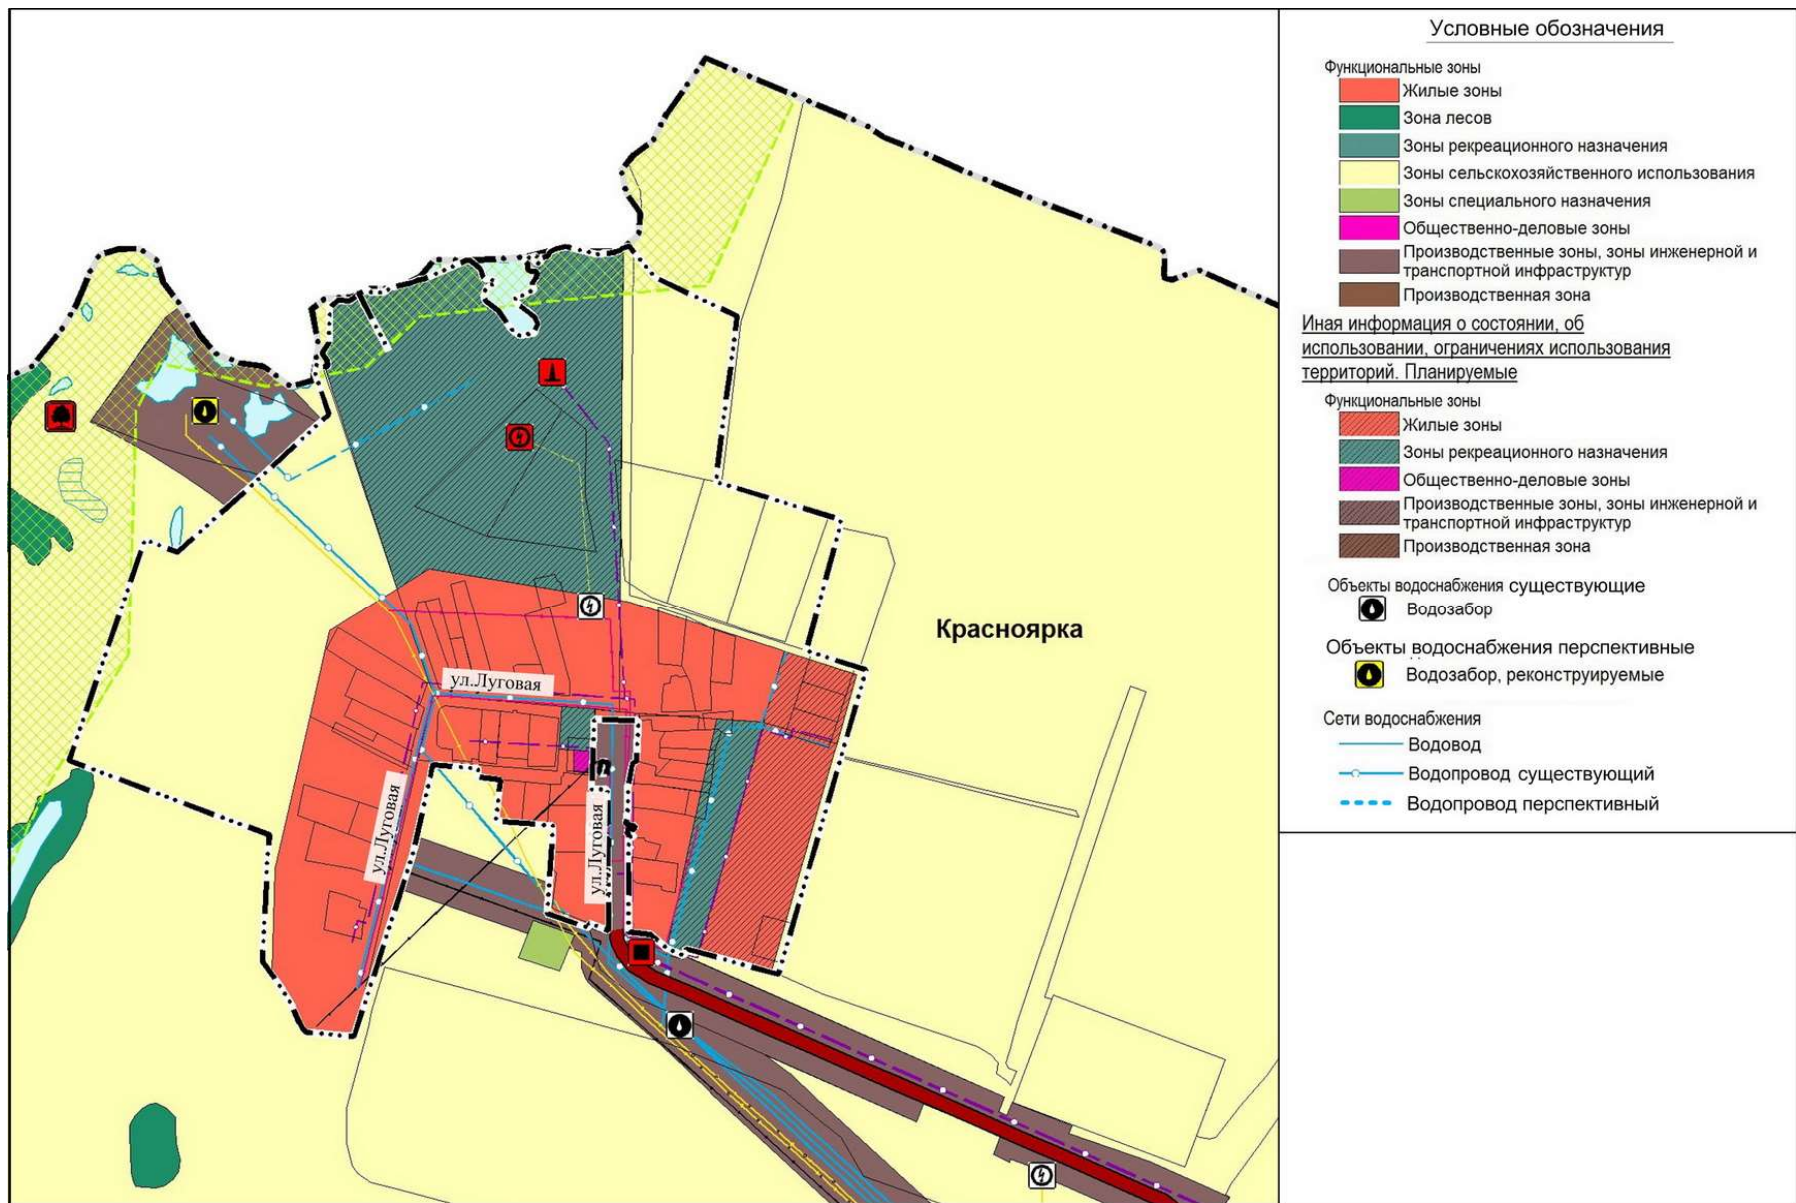 Условные обозначения
Функциональные зоны
Жилые зоны
Зона лесов
Зоны рекреационного назначения
Зоны сельскохозяйственного использования
Зоны специального назначения
Общественно-деловые зоны
Производственные зоны, зоны инженерной и
транспортной инфраструктур
Производственная зона
Иная информация о состоянии, об
использовании, ограничениях использования
территорий. Планируемые
Функциональные зоны
Жилые зоны
Зоны рекреационного назначения
Общественно-деловые зоны
Производственные зоны, зоны инженерной и
транспортной инфраструктур
Производственная зона
Объекты водоснабжения существующие
Водозабор
Объекты водоснабжения перспективные
Водозабор, реконструируемые
Сети водоснабжения
Водовод
Водопровод существующий
Водопровод перспективный
Красноярка
ул.Луговая
ул.Луговая
ул.Луговая